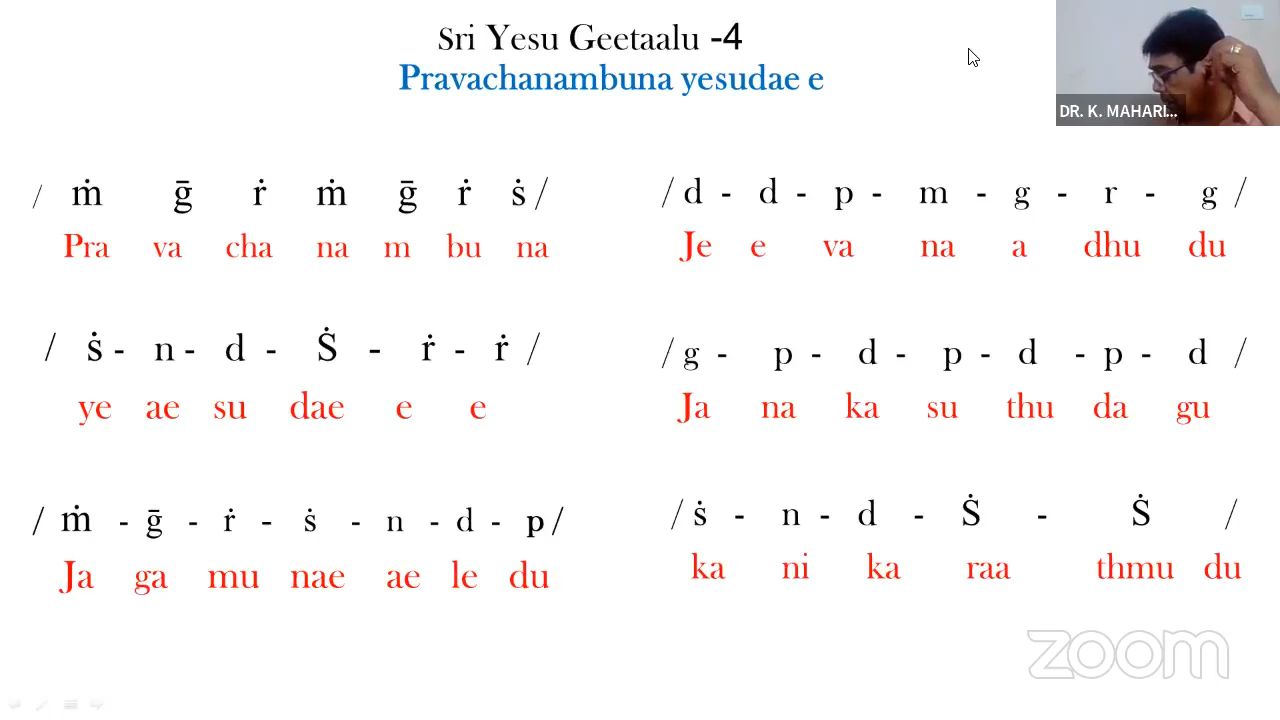 Sri Yesu Geetaalu -4
Pravachanambuna yesudae e
DR. K. MAHARI...
/ ṁ ḡ ṙ ṁ ḡ ṙ ṡ /
Pra va cha na m bu na
/ ṡ - n - d - Ṡ - ṙ - ṙ /
ye ae su dae e e
/ ṁ - ḡ - ṙ - ṡ - n - d - p /
Ja ga mu nae ae le du
/ d - d - p - m - g - r - g /
Je e va na a dhu du
/ g - p - d - p - d - p - d /
Ja na ka su thu da gu
/ ṡ - n - d - Ṡ - Ṡ /
ka ni ka raa thmu du
zoom